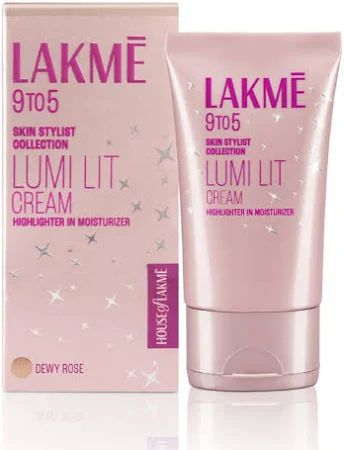 LAKMĒ
9TO5
SKIN STYLIST
COLLECTION
LUMI LIT
CREAM
HIGHLIGHTER IN MOISTURIZER
HOUSE of LAKMĒ
DEWY ROSE
LAKMĒ
9TO5
SKIN STYLIST
COLLECTION
LUMI LIT
CREAM
HIGHLIGHTER IN MOISTURIZER